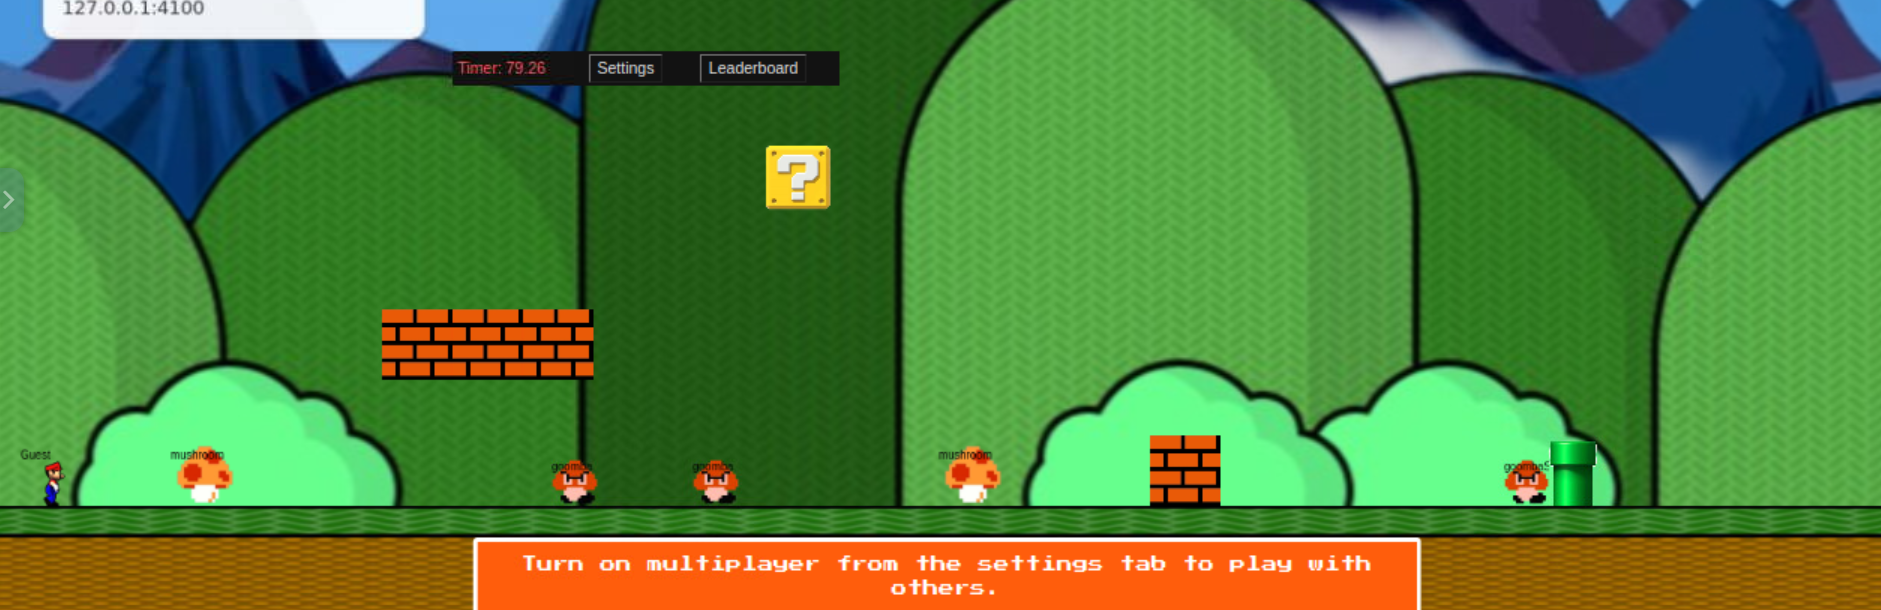 127.0.0.1:4100
Timer: 79.26 Settings Leaderboard
?
Guest
mushroom
goomba
goomba
mushroom
goombaS
Turn on multiplayer from the settings tab to play with
others.